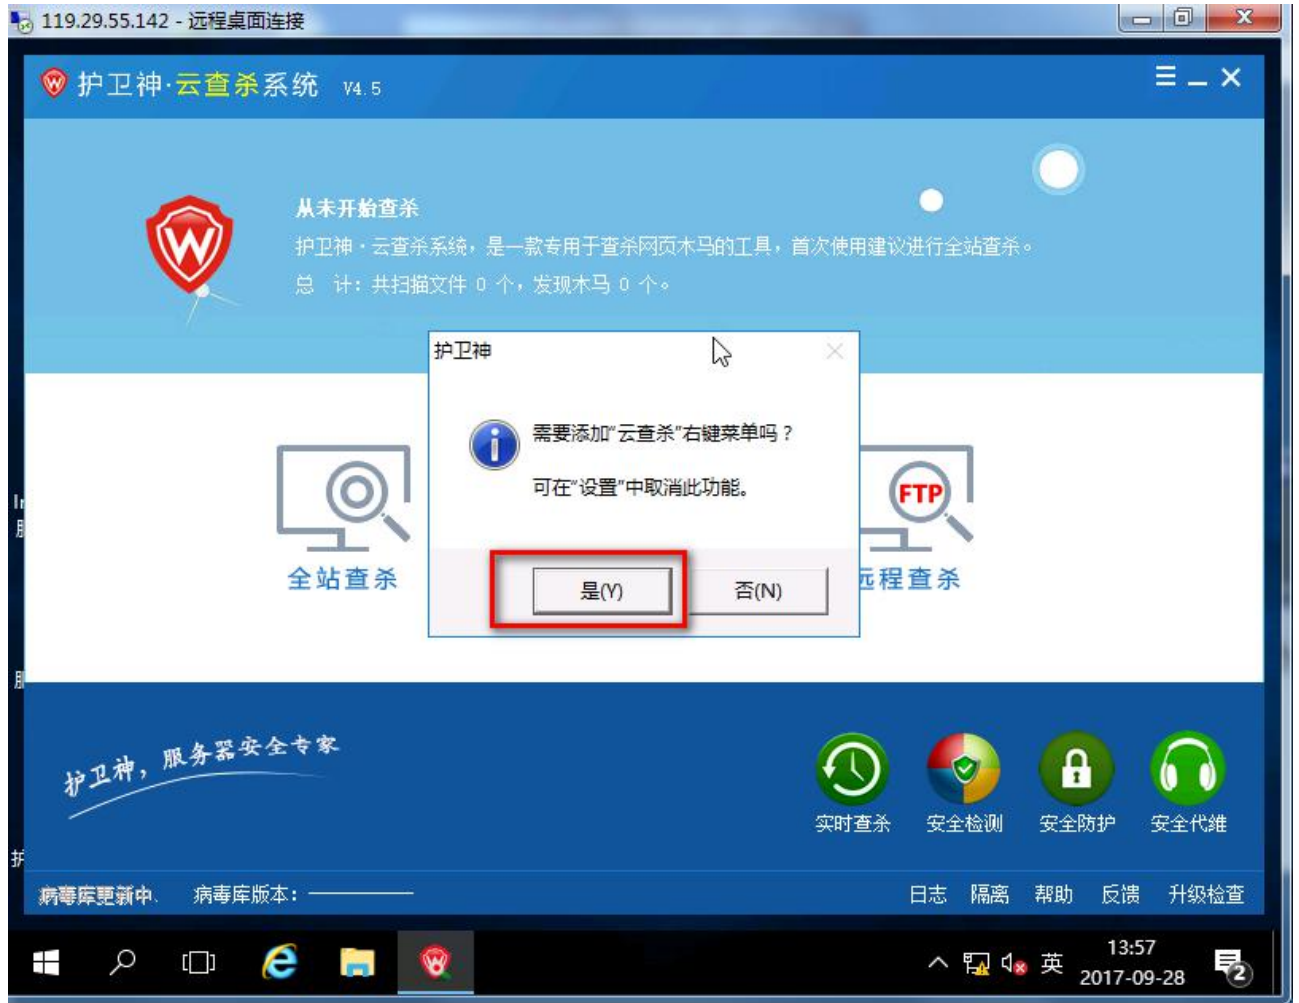 119.29.55.142 - 远程桌面连接
护卫神·云查杀系统 V4.5
从未开始查杀
护卫神·云查杀系统，是一款专用于查杀网页木马的工具，首次使用建议进行全站查杀。
总 计：共扫描文件 0 个，发现木马 0 个。
护卫神
需要添加“云查杀”右键菜单吗？
可在“设置”中取消此功能。
是(Y)
否(N)
全站查杀
FTP
远程查杀
护卫神，服务器安全专家
实时查杀
安全检测
安全防护
安全代维
病毒库更新中.
病毒库版本：
日志
隔离
帮助
反馈
升级检查
英
13:57
2017-09-28
2